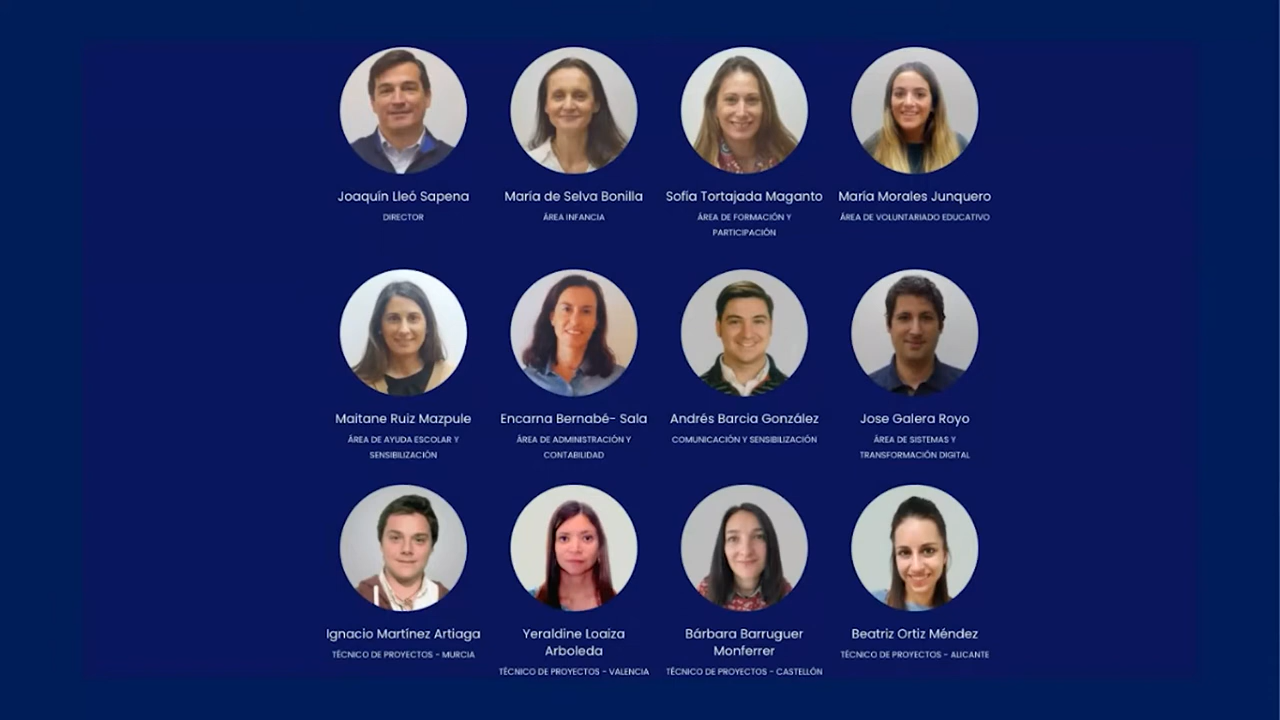 Joaquín Lleó Sapena
DIRECTOR
María de Selva Bonilla
ÁREA INFANCIA
Sofía Tortajada Maganto
ÁREA DE FORMACIÓN Y
PARTICIPACIÓN
María Morales Junquero
ÁREA DE VOLUNTARIADO EDUCATIVO
Maitane Ruiz Mazpule
ÁREA DE AYUDA ESCOLAR Y
SENSIBILIZACIÓN
Encarna Bernabé- Sala
ÁREA DE ADMINISTRACIÓN Y
CONTABILIDAD
Andrés Barcia González
COMUNICACIÓN Y SENSIBILIZACIÓN
Jose Galera Royo
ÁREA DE SISTEMAS Y
TRANSFORMACIÓN DIGITAL
Ignacio Martínez Artiaga
TÉCNICO DE PROYECTOS - MURCIA
Yeraldine Loaiza
Arboleda
TÉCNICO DE PROYECTOS - VALENCIA
Bárbara Barruguer
Monferrer
TÉCNICO DE PROYECTOS - CASTELLÓN
Beatriz Ortiz Méndez
TÉCNICO DE PROYECTOS - ALICANTE